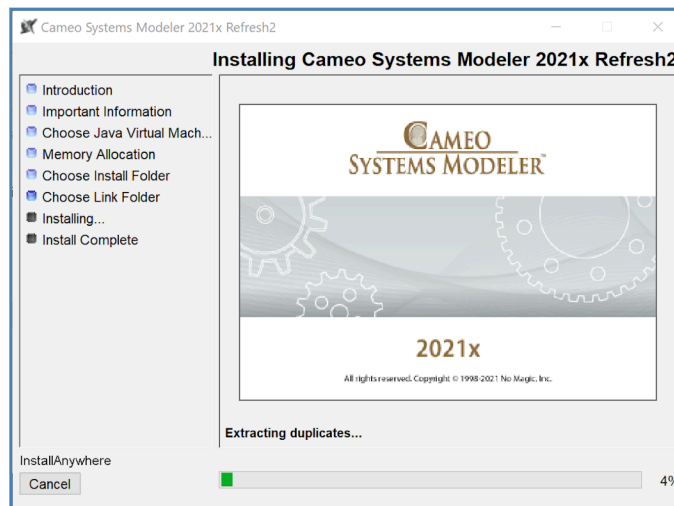 Cameo Systems Modeler 2021x Refresh2
Installing Cameo Systems Modeler 2021x Refresh2
Introduction
Important Information
Choose Java Virtual Mach...
Memory Allocation
Choose Install Folder
Choose Link Folder
Installing...
Install Complete
CAMEO
SYSTEMS MODELER™
2021x
All rights reserved. Copyright © 1998-2021 No Magic, Inc.
Extracting duplicates...
InstallAnywhere
Cancel
4%